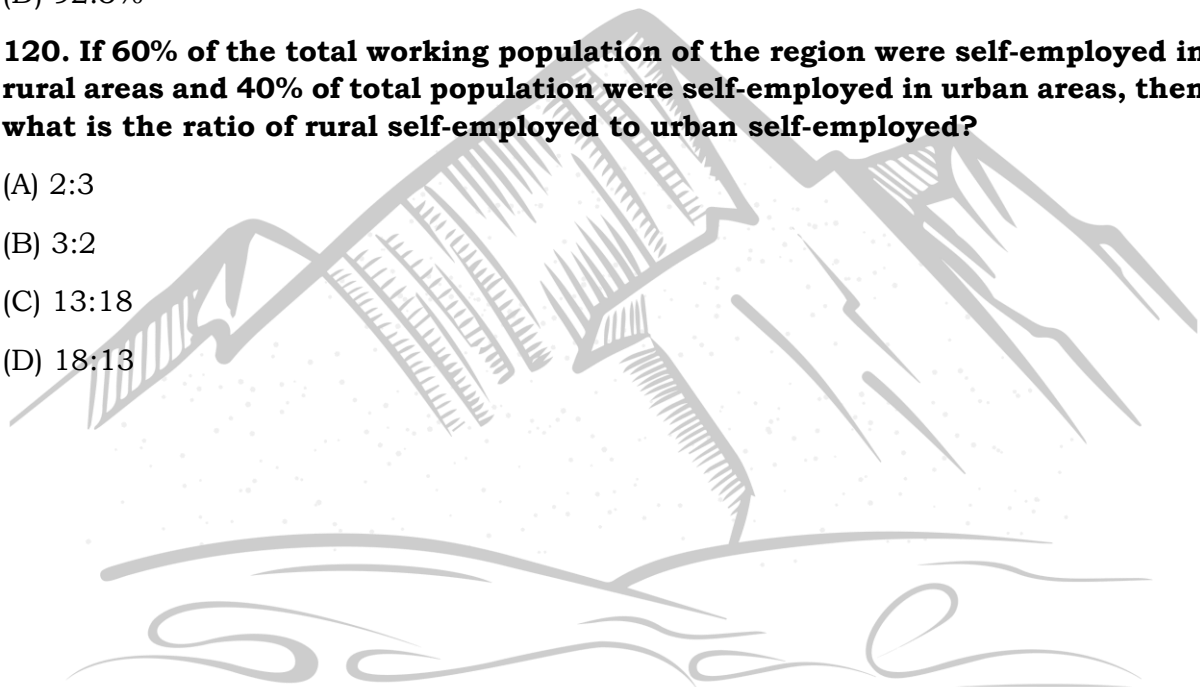 120. If 60% of the total working population of the region were self-employed in
rural areas and 40% of total population were self-employed in urban areas, then
what is the ratio of rural self-employed to urban self-employed?
(A) 2:3
(B) 3:2
(C) 13:18
(D) 18:13